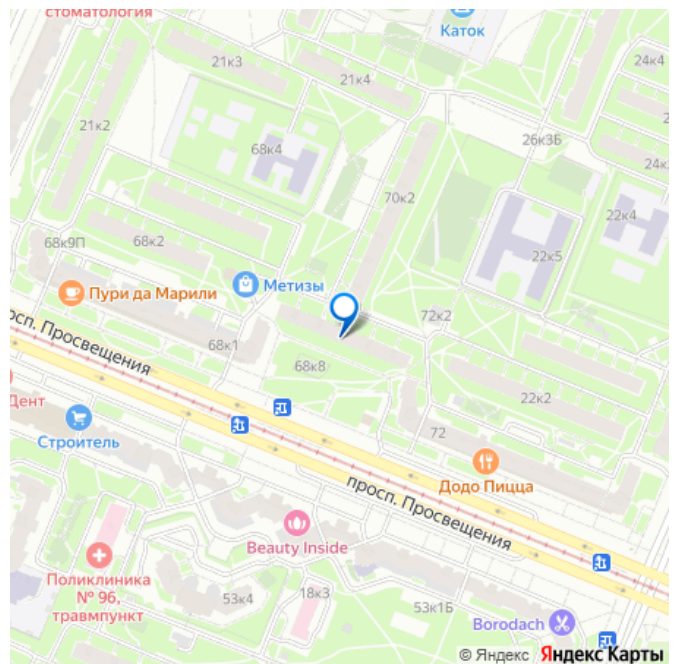 стоматология
Каток
21к3
21к4
24к4
21к2
68к4
26к3Б
24к
70к2
22к4
68к9П
68к2
22к5
Метизы
Пури да Марили
72к2
просп. Просвещения
68к1
68к8
22к2
Дент
Строитель
72
Додо Пицца
просп. Просвещения
Beauty Inside
Поликлиника
№ 96,
травмпункт
53к4
18к3
53к1Б
Borodach
© Яндекс Яндекс Карты